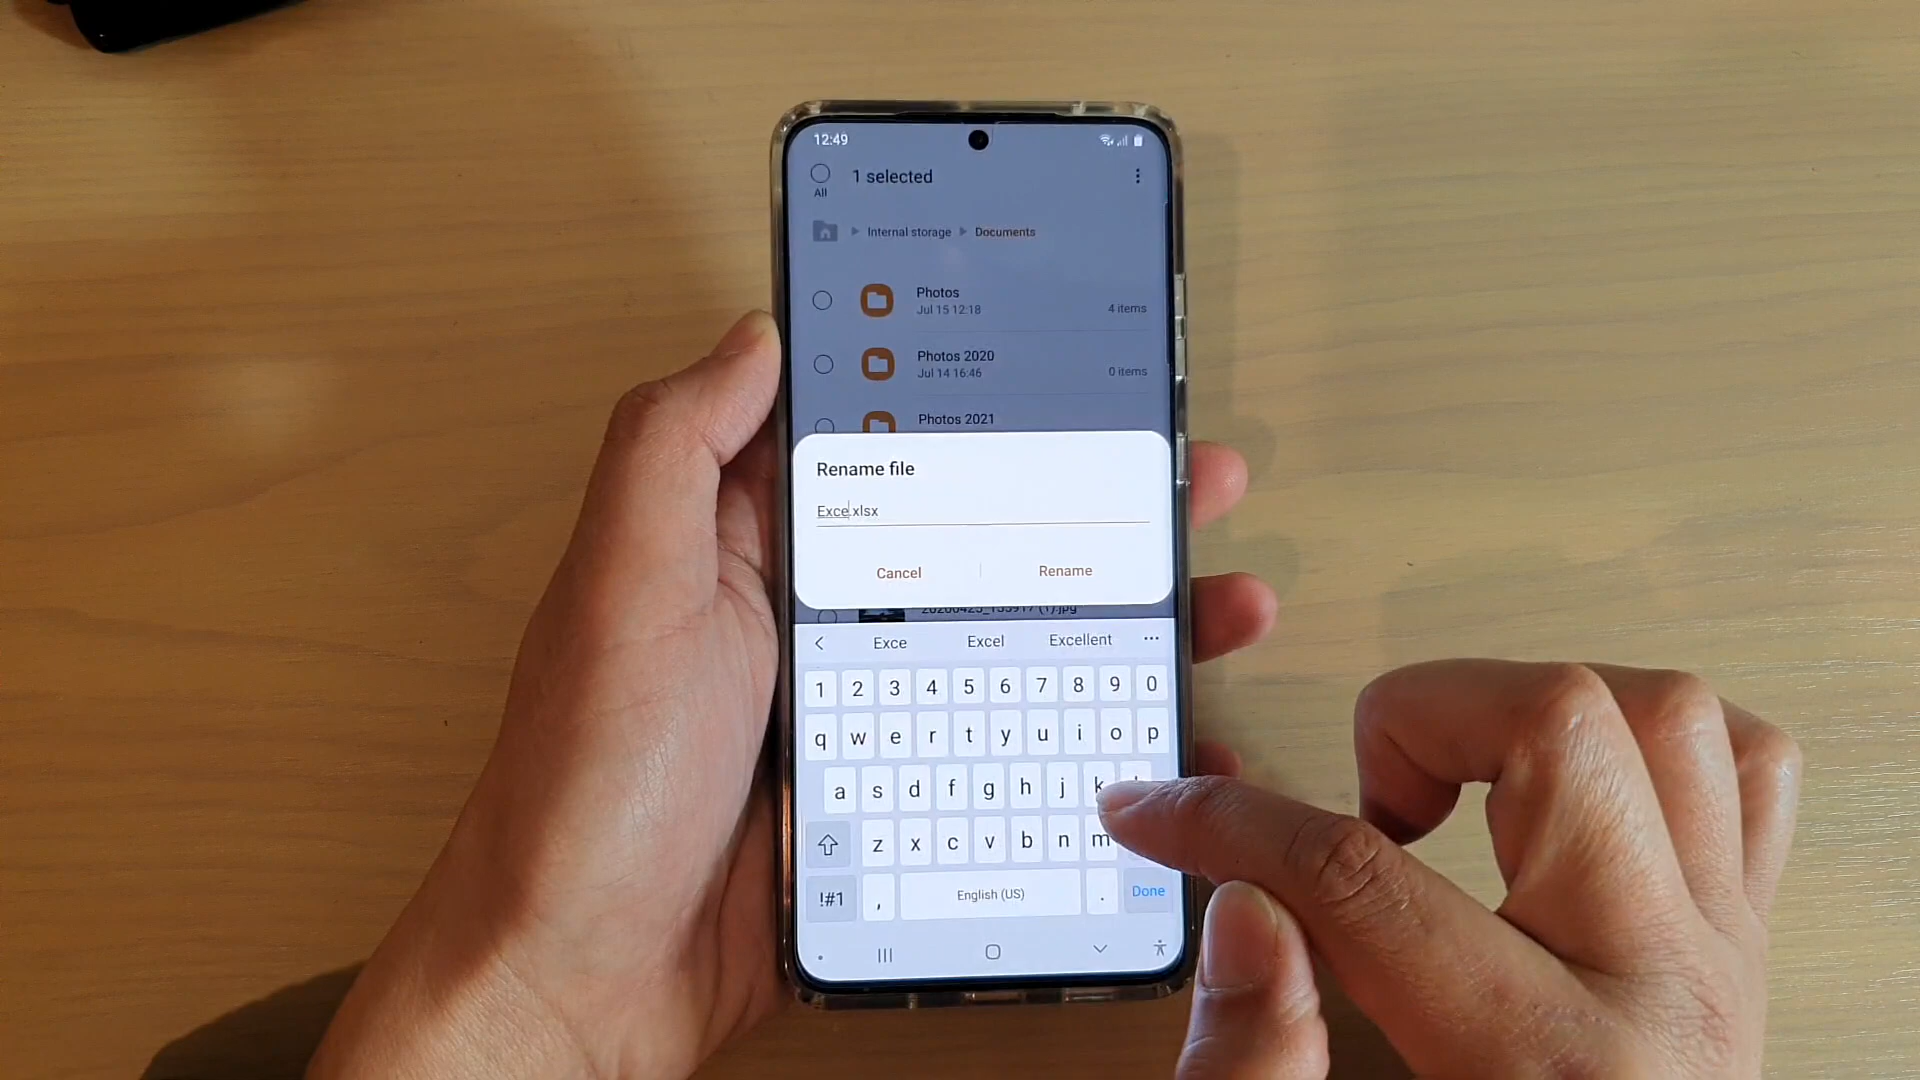 12:49
1 selected
All
Internal storage Documents
Photos
Jul 15 12:18
4 items
Photos 2020
Jul 14 16:46
0 items
Photos 2021
Rename file
Exce.xlsx
Cancel Rename
Exce Excel Excellent
1 2 3 4 5 6 7 8 9 0
q w e r t y u i o p
a s d f g h j k
z x c v b n m
!#1 , English (US) . Done